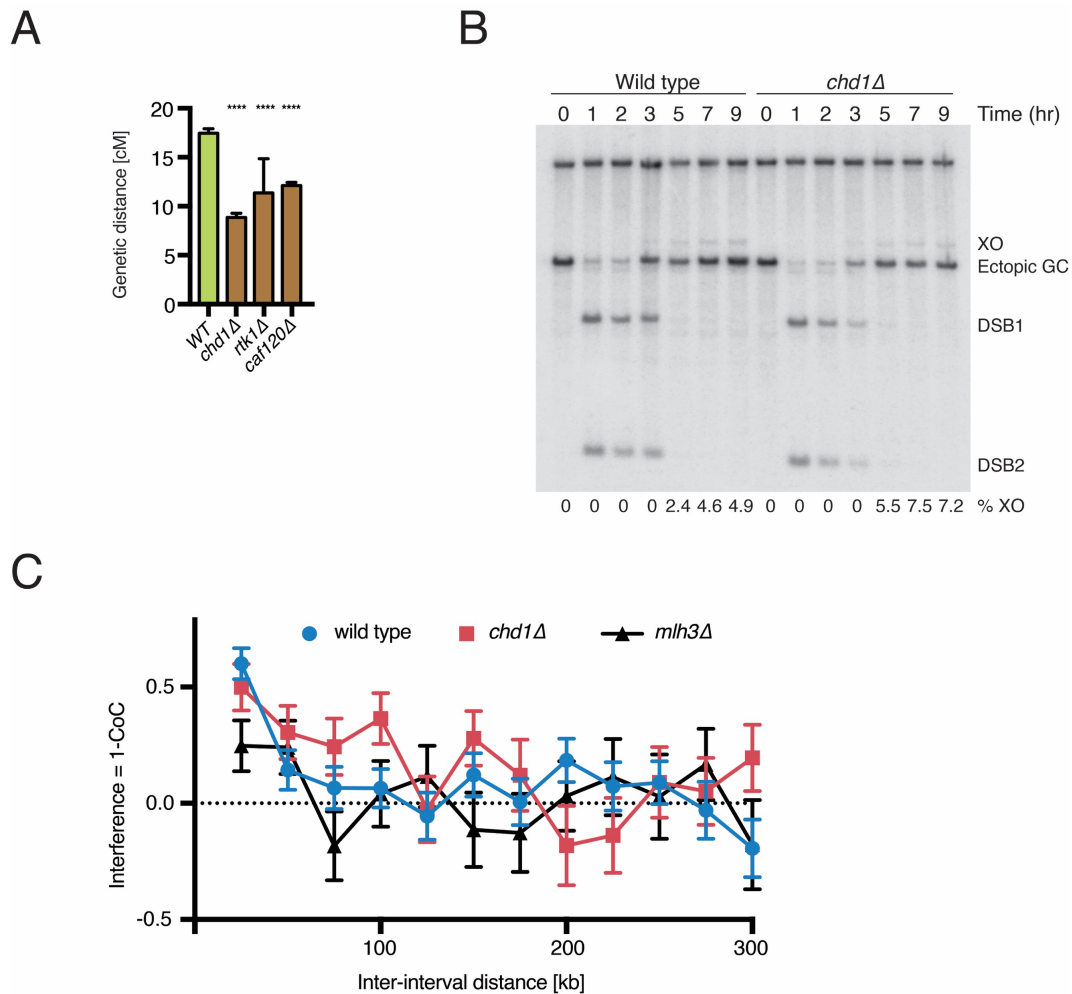 A
Genetic distance [cM]
20
15
10
5
0
**** **** ****
WT chd1Δ rtk1Δ caf120Δ
B
Wild type chd1Δ
0 1 2 3 5 7 9 0 1 2 3 5 7 9 Time (hr)
XO
Ectopic GC
DSB1
DSB2
0 0 0 0 2.4 4.6 4.9 0 0 0 0 5.5 7.5 7.2 % XO
C
wild type chd1Δ mlh3Δ
Interference = 1-CoC
0.5
0.0
-0.5
100 200 300
Inter-interval distance [kb]